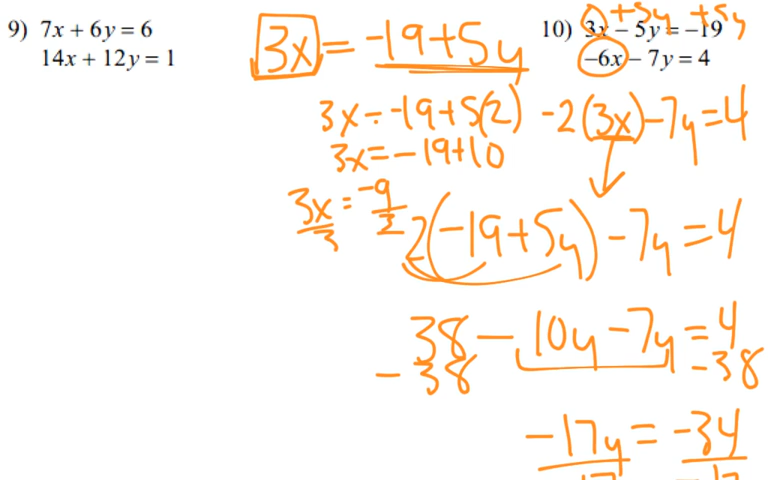 9) 7x + 6y = 6
14x + 12y = 1
10) 3x − 5y = −19
+5y +5y
−6x − 7y = 4
3x = −19+5y
3x = −19+5(2)
3x = −19+10
3x/3 = −9/3
−2(3x)−7y=4
2(−19+5y)−7y=4
38 − 10y −7y = 4
−38 −38
−17y = −34